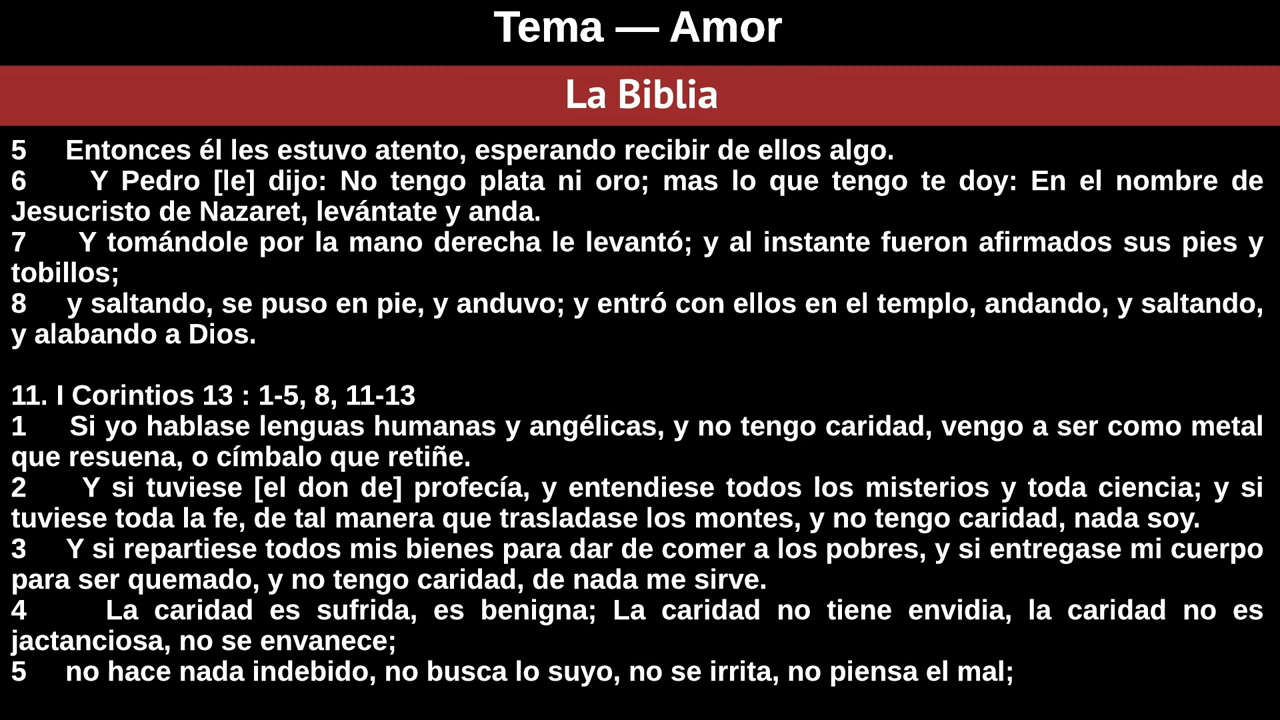 Tema — Amor
La Biblia
5 Entonces él les estuvo atento, esperando recibir de ellos algo.
6 Y Pedro [le] dijo: No tengo plata ni oro; mas lo que tengo te doy: En el nombre de
Jesucristo de Nazaret, levántate y anda.
7 Y tomándole por la mano derecha le levantó; y al instante fueron afirmados sus pies y
tobillos;
8 y saltando, se puso en pie, y anduvo; y entró con ellos en el templo, andando, y saltando,
y alabando a Dios.
11. I Corintios 13 : 1-5, 8, 11-13
1 Si yo hablase lenguas humanas y angélicas, y no tengo caridad, vengo a ser como metal
que resuena, o címbalo que retiñe.
2 Y si tuviese [el don de] profecía, y entendiese todos los misterios y toda ciencia; y si
tuviese toda la fe, de tal manera que trasladase los montes, y no tengo caridad, nada soy.
3 Y si repartiese todos mis bienes para dar de comer a los pobres, y si entregase mi cuerpo
para ser quemado, y no tengo caridad, de nada me sirve.
4 La caridad es sufrida, es benigna; La caridad no tiene envidia, la caridad no es
jactanciosa, no se envanece;
5 no hace nada indebido, no busca lo suyo, no se irrita, no piensa el mal;